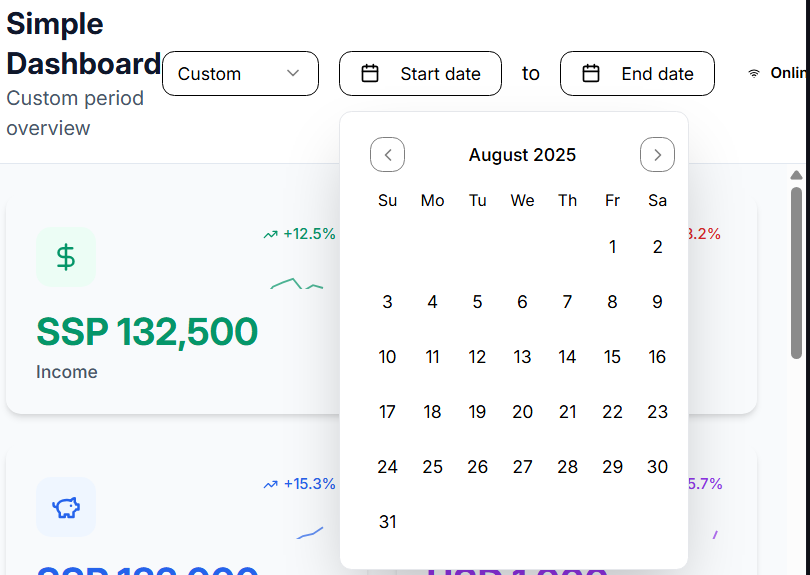 Simple
Dashboard
Custom period
overview
Custom
Start date
to
End date
Onlin
August 2025
Su Mo Tu We Th Fr Sa
1 2
3 4 5 6 7 8 9
10 11 12 13 14 15 16
17 18 19 20 21 22 23
24 25 26 27 28 29 30
31
+12.5%
SSP 132,500
Income
3.2%
+15.3%
5.7%